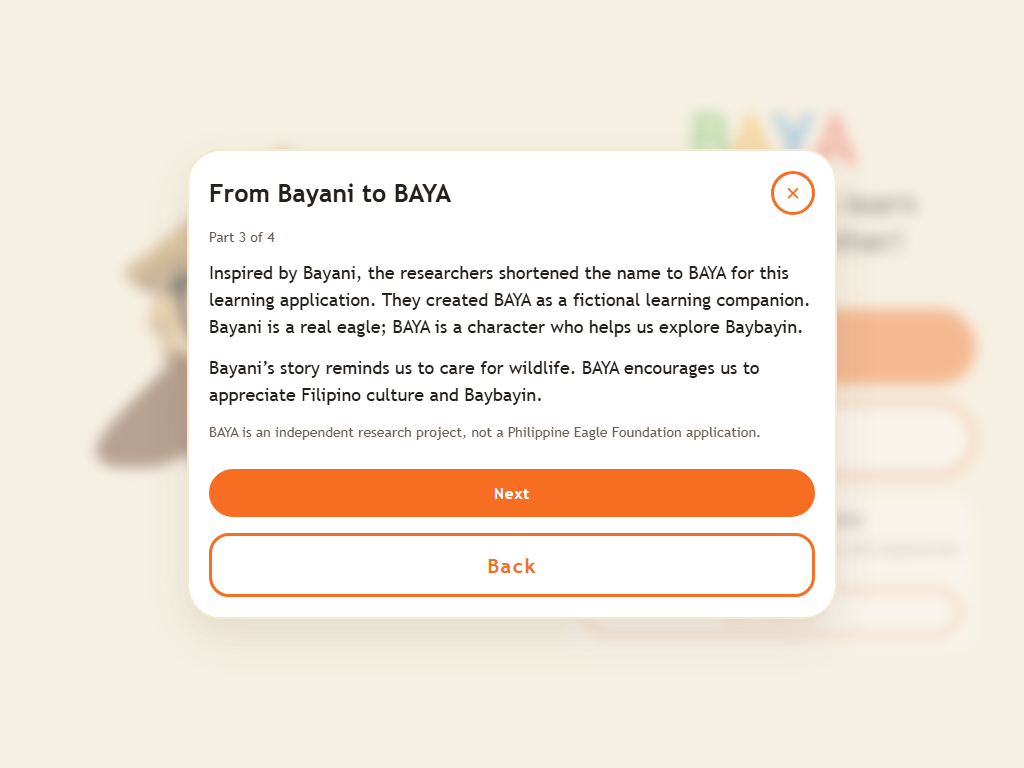 BAYA
From Bayani to BAYA
Part 3 of 4
Inspired by Bayani, the researchers shortened the name to BAYA for this
learning application. They created BAYA as a fictional learning companion.
Bayani is a real eagle; BAYA is a character who helps us explore Baybayin.
Bayani’s story reminds us to care for wildlife. BAYA encourages us to
appreciate Filipino culture and Baybayin.
BAYA is an independent research project, not a Philippine Eagle Foundation application.
Next
Back